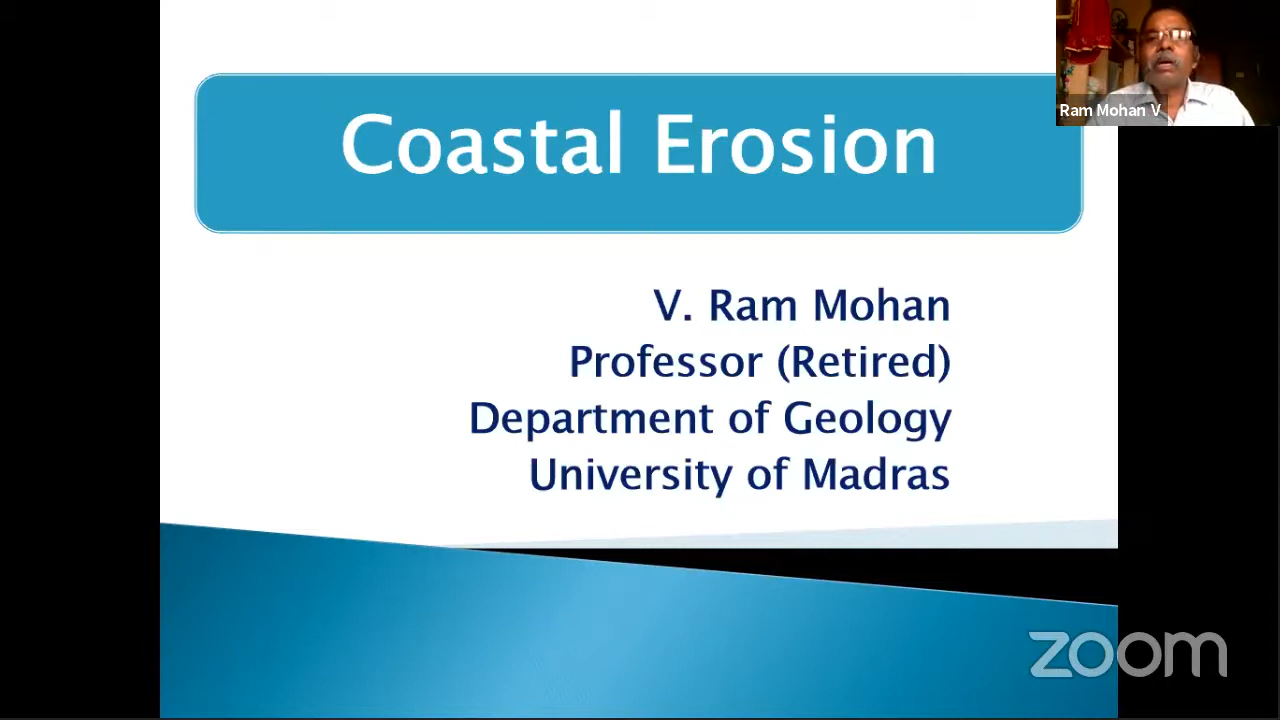 Coastal Erosion
Ram Mohan V
V. Ram Mohan
Professor (Retired)
Department of Geology
University of Madras
zoom